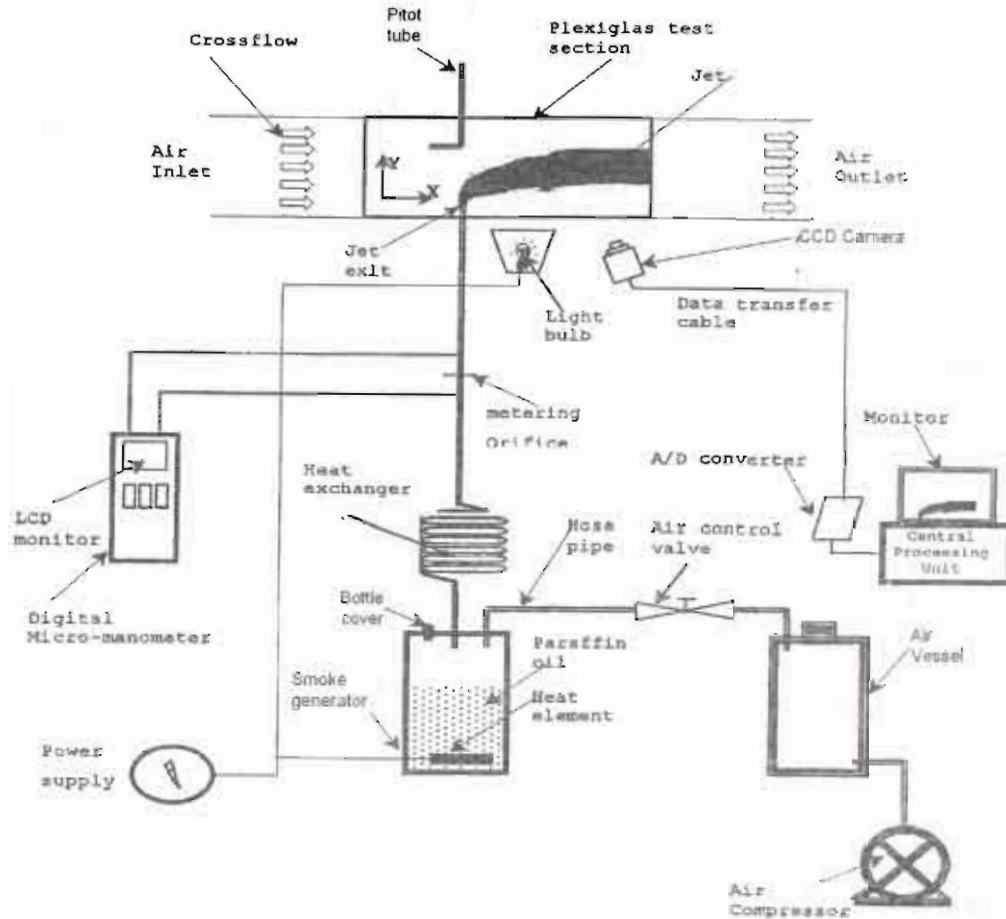 Pitot
tube
Crossflow
Plexiglas test
section
Jet
Air
Inlet
Y
X
Air
Outlet
Jet
exit
CCD Camera
Light
bulb
Data transfer
cable
metering
Orifice
Monitor
A/D converter
Heat
exchanger
LCD
monitor
Hose
pipe
Air control
valve
Central
Processing
Unit
Digital
Micro-manometer
Bottle
cover
Paraffin
oil
Air
Vessel
Smoke
generator
Heat
element
Power
supply
Air
Compressor